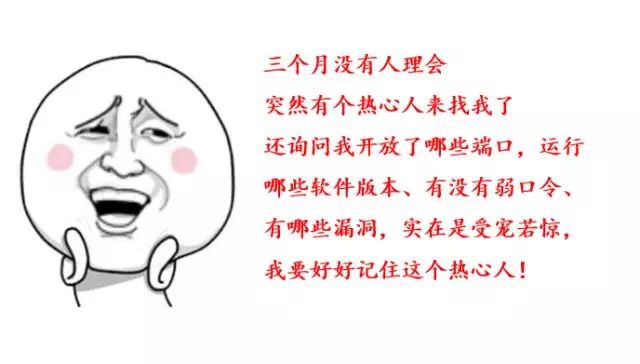 三个月没有人理会
突然有个热心人来找我了
还询问我开放了哪些端口，运行
哪些软件版本、有没有弱口令、
有哪些漏洞，实在是受宠若惊，
我要好好记住这个热心人！